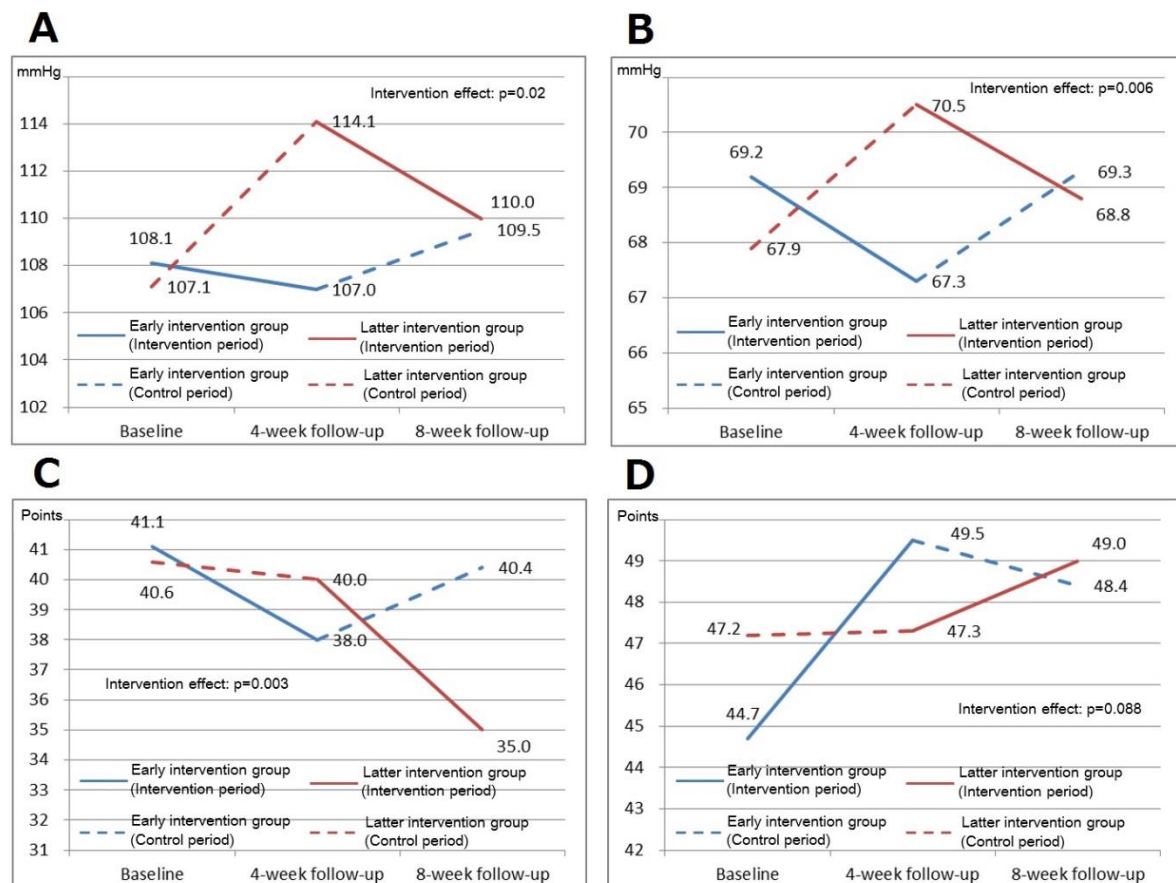 A
mmHg
Intervention effect: p=0.02
114
112
110
108
106
104
102
114.1
110.0
109.5
108.1
107.1
107.0
Early intervention group
(Intervention period)
Latter intervention group
(Intervention period)
Early intervention group
(Control period)
Latter intervention group
(Control period)
Baseline 4-week follow-up 8-week follow-up
B
mmHg
Intervention effect: p=0.006
70
69
68
67
66
65
70.5
69.2
69.3
68.8
67.9
67.3
Early intervention group
(Intervention period)
Latter intervention group
(Intervention period)
Early intervention group
(Control period)
Latter intervention group
(Control period)
Baseline 4-week follow-up 8-week follow-up
C
Points
41
40
39
38
37
36
35
34
33
32
31
41.1
40.6
40.0
40.4
38.0
Intervention effect: p=0.003
35.0
Early intervention group
(Intervention period)
Latter intervention group
(Intervention period)
Early intervention group
(Control period)
Latter intervention group
(Control period)
Baseline 4-week follow-up 8-week follow-up
D
Points
49
48
47
46
45
44
43
42
49.5
49.0
48.4
47.2
47.3
44.7
Intervention effect: p=0.088
Early intervention group
(Intervention period)
Latter intervention group
(Intervention period)
Early intervention group
(Control period)
Latter intervention group
(Control period)
Baseline 4-week follow-up 8-week follow-up